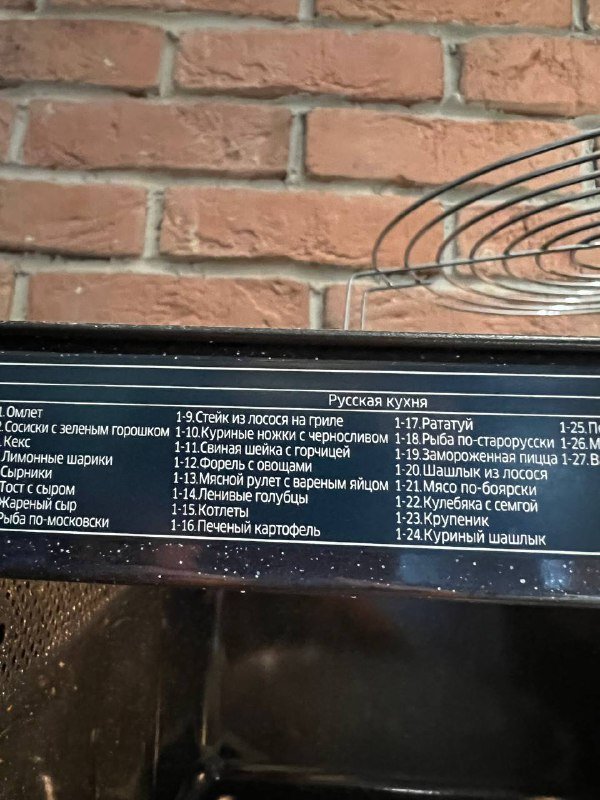 Русская кухня
1.Омлет
2.Сосиски с зеленым горошком
Кекс
Лимонные шарики
Сырники
Тост с сыром
Жареный сыр
Рыба по-московски
1-9.Стейк из лосося на гриле
1-10.Куриные ножки с черносливом
1-11.Свиная шейка с горчицей
1-12.Форель с овощами
1-13.Мясной рулет с вареным яйцом
1-14.Ленивые голубцы
1-15.Котлеты
1-16.Печеный картофель
1-17.Рататуй
1-18.Рыба по-старорусски
1-19.Замороженная пицца
1-20.Шашлык из лосося
1-21.Мясо по-боярски
1-22.Кулебяка с семгой
1-23.Крупеник
1-24.Куриный шашлык
1-25.
1-26.
1-27.